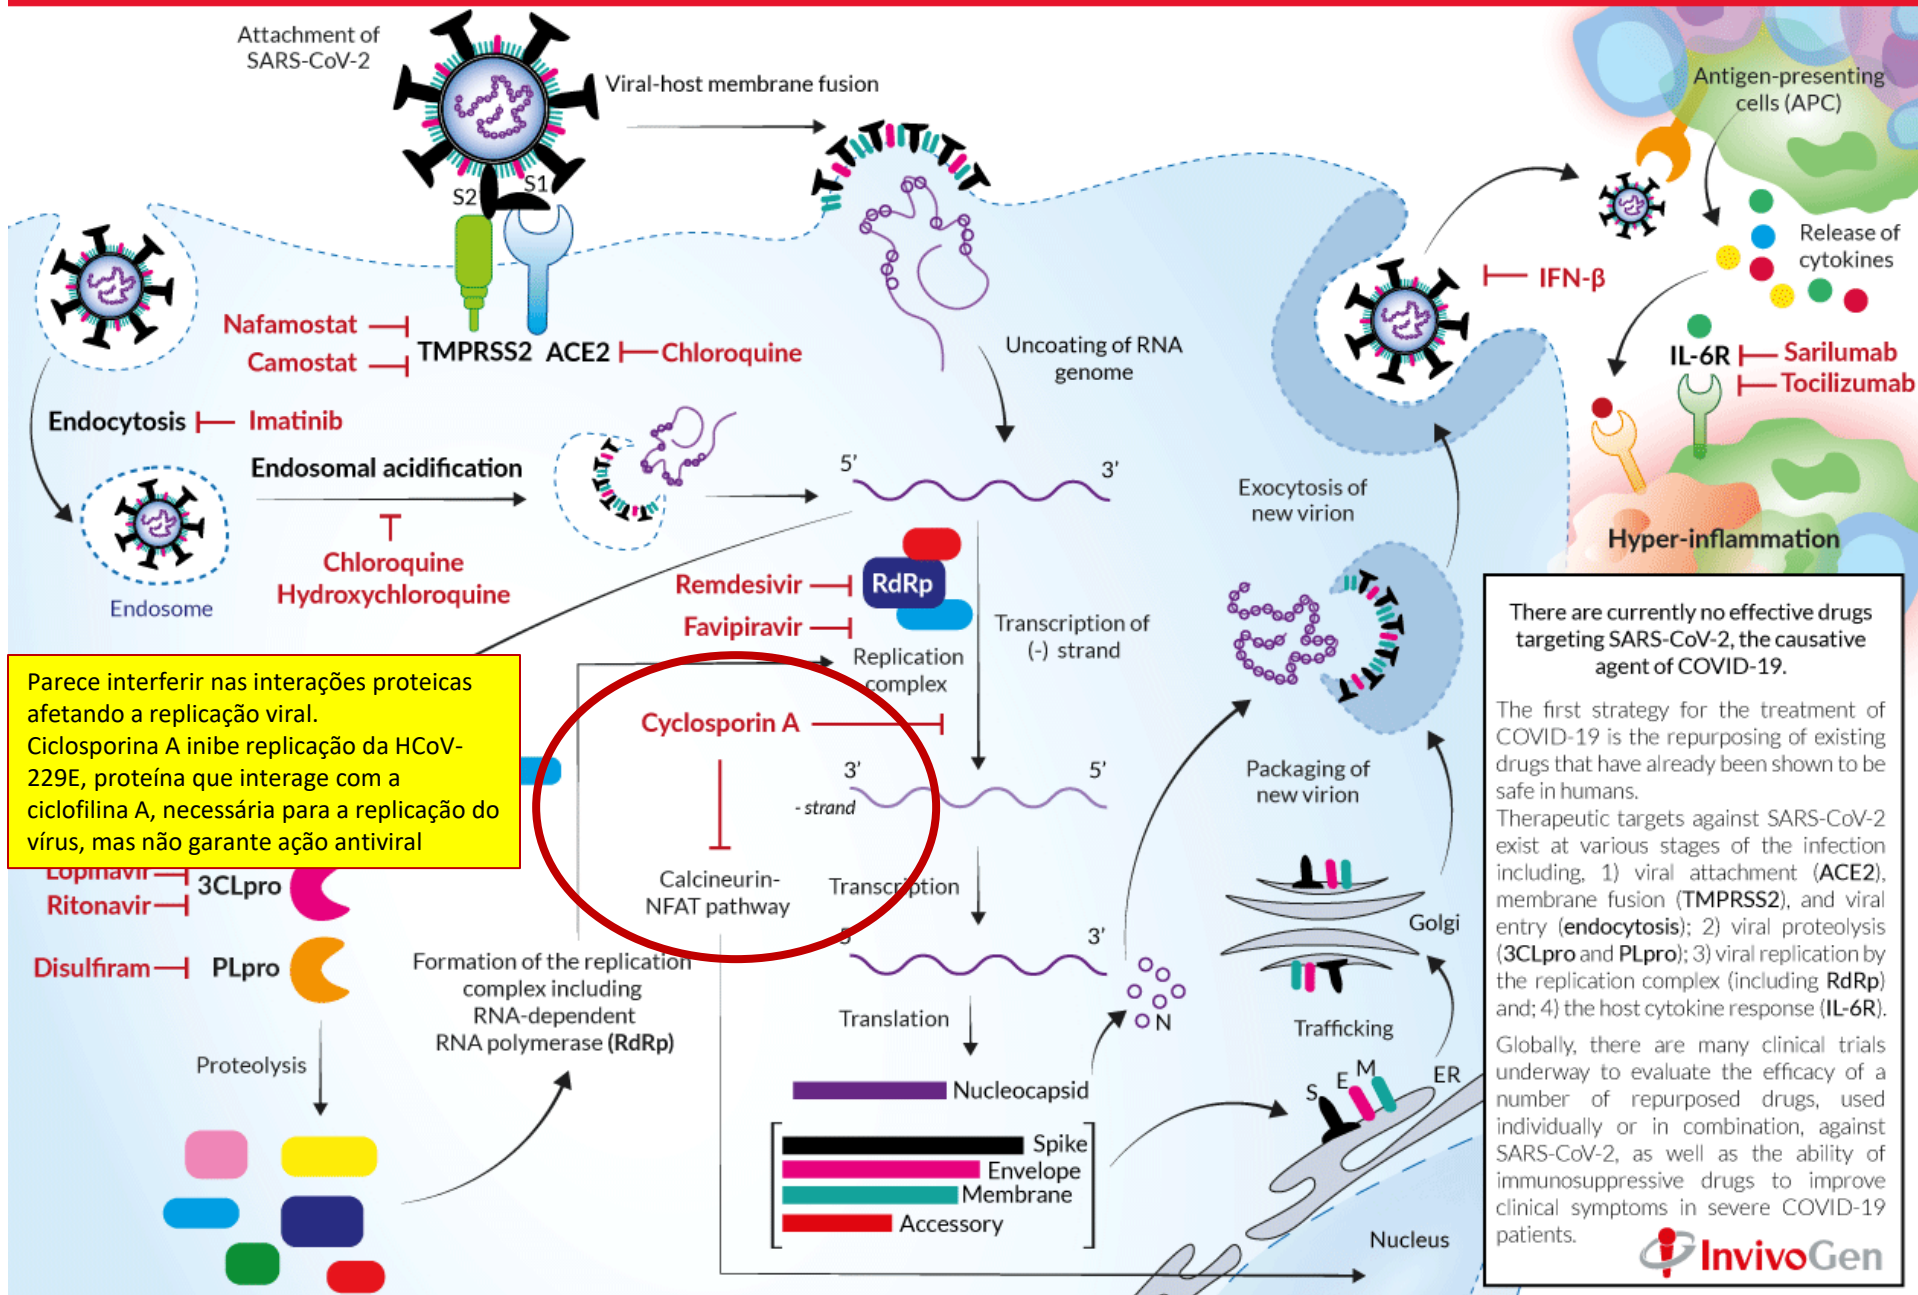 Attachment of
SARS-CoV-2
Viral-host membrane fusion
S2
S1
Nafamostat
Camostat
TMPRSS2 ACE2
Chloroquine
Endocytosis
Imatinib
Endosomal acidification
Chloroquine
Hydroxychloroquine
Endosome
Uncoating of RNA
genome
5’
3’
Remdesivir
Favipiravir
RdRp
Replication
complex
Transcription of
(-) strand
Parece interferir nas interações proteicas
afetando a replicação viral.
Ciclosporina A inibe replicação da HCoV-
229E, proteína que interage com a
ciclofilina A, necessária para a replicação do
vírus, mas não garante ação antiviral
Cyclosporin A
3’
5’
- strand
Calcineurin-
NFAT pathway
Transcription
5’
3’
Lopinavir
Ritonavir
3CLpro
Disulfiram
PLpro
Proteolysis
Formation of the replication
complex including
RNA-dependent
RNA polymerase (RdRp)
Translation
N
Nucleocapsid
Spike
Envelope
Membrane
Accessory
S
E
M
ER
Trafficking
Golgi
Nucleus
Packaging of
new virion
Exocytosis of
new virion
IFN-β
Antigen-presenting
cells (APC)
Release of
cytokines
IL-6R
Sarilumab
Tocilizumab
Hyper-inflammation
There are currently no effective drugs
targeting SARS-CoV-2, the causative
agent of COVID-19.
The first strategy for the treatment of
COVID-19 is the repurposing of existing
drugs that have already been shown to be
safe in humans.
Therapeutic targets against SARS-CoV-2
exist at various stages of the infection
including, 1) viral attachment (ACE2),
membrane fusion (TMPRSS2), and viral
entry (endocytosis); 2) viral proteolysis
(3CLpro and PLpro); 3) viral replication by
the replication complex (including RdRp)
and; 4) the host cytokine response (IL-6R).
Globally, there are many clinical trials
underway to evaluate the efficacy of a
number of repurposed drugs, used
individually or in combination, against
SARS-CoV-2, as well as the ability of
immunosuppressive drugs to improve
clinical symptoms in severe COVID-19
patients.
InvivoGen